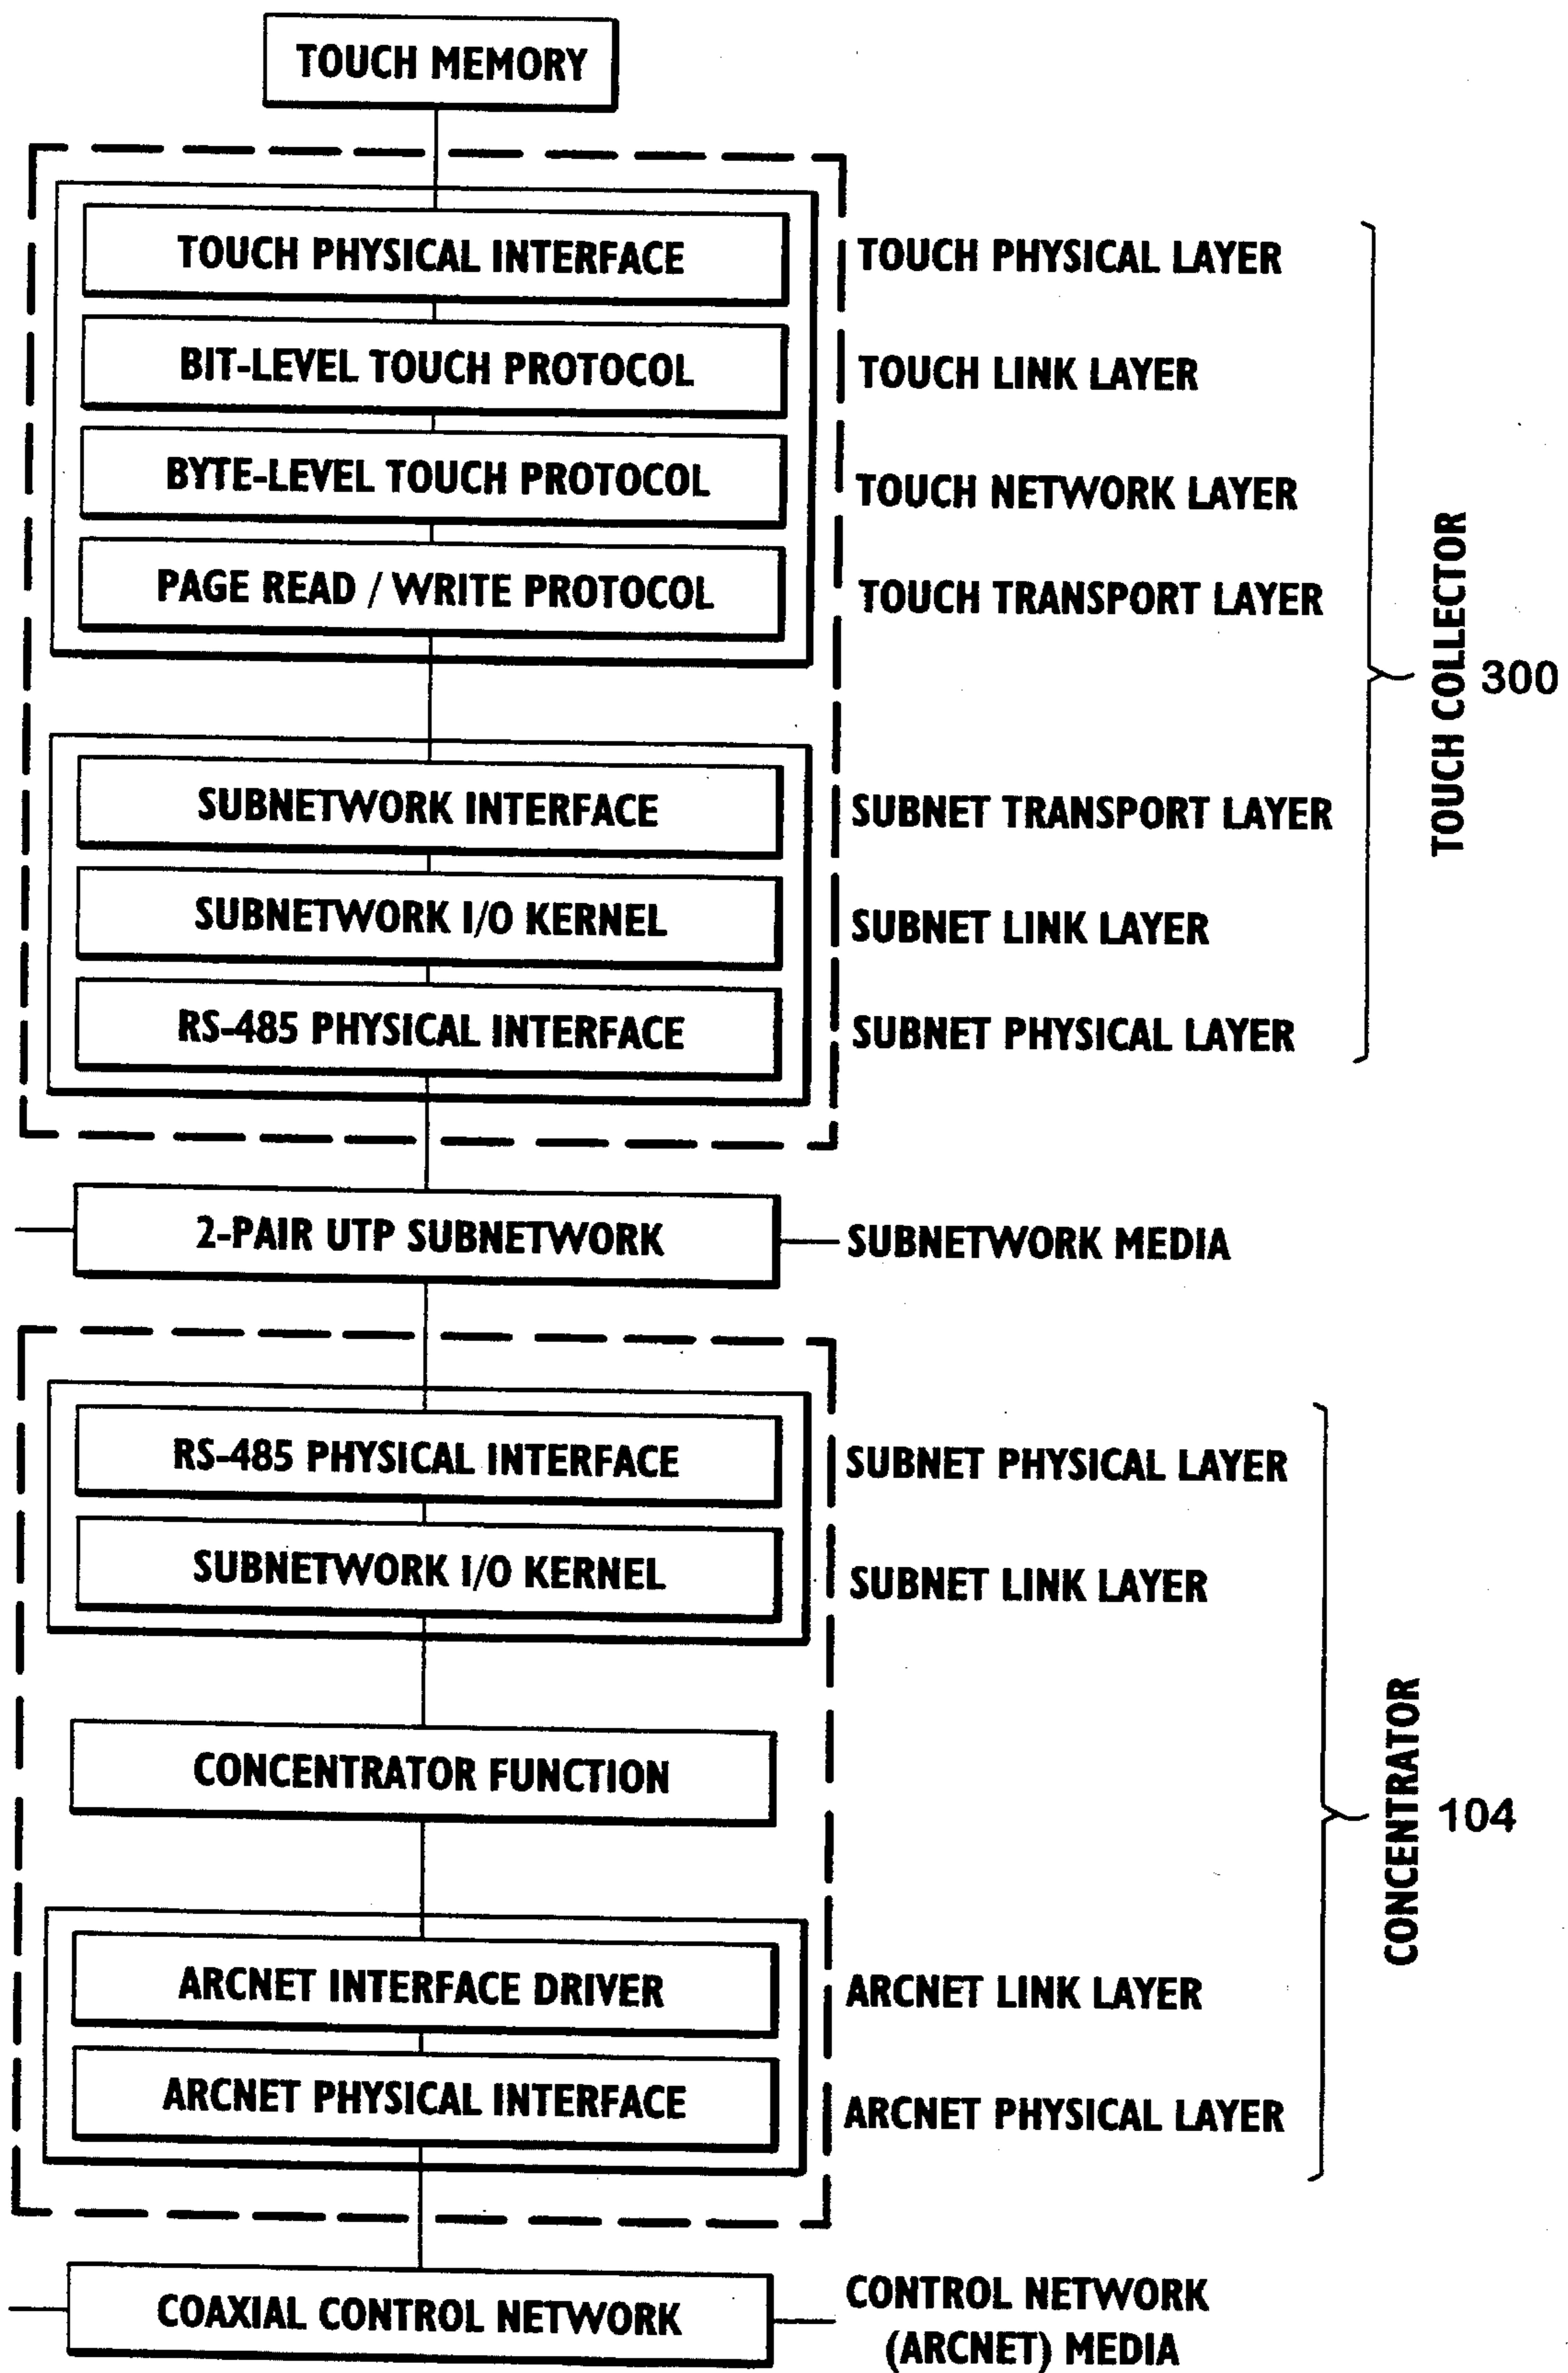 TOUCH MEMORY
TOUCH PHYSICAL INTERFACE
TOUCH PHYSICAL LAYER
BIT-LEVEL TOUCH PROTOCOL
TOUCH LINK LAYER
BYTE-LEVEL TOUCH PROTOCOL
TOUCH NETWORK LAYER
PAGE READ / WRITE PROTOCOL
TOUCH TRANSPORT LAYER
TOUCH COLLECTOR
300
SUBNETWORK INTERFACE
SUBNET TRANSPORT LAYER
SUBNETWORK I/O KERNEL
SUBNET LINK LAYER
RS-485 PHYSICAL INTERFACE
SUBNET PHYSICAL LAYER
2-PAIR UTP SUBNETWORK
SUBNETWORK MEDIA
RS-485 PHYSICAL INTERFACE
SUBNET PHYSICAL LAYER
SUBNETWORK I/O KERNEL
SUBNET LINK LAYER
CONCENTRATOR FUNCTION
CONCENTRATOR
104
ARCNET INTERFACE DRIVER
ARCNET LINK LAYER
ARCNET PHYSICAL INTERFACE
ARCNET PHYSICAL LAYER
COAXIAL CONTROL NETWORK
CONTROL NETWORK
(ARCNET) MEDIA